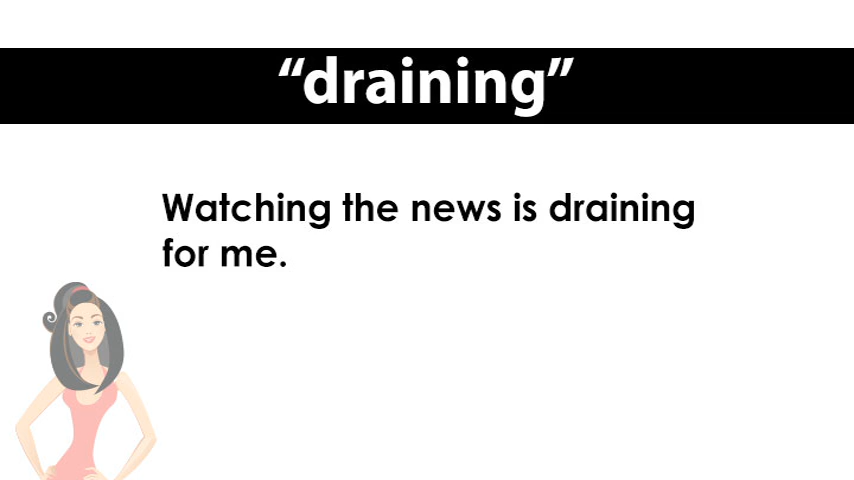 “draining”
Watching the news is draining
for me.